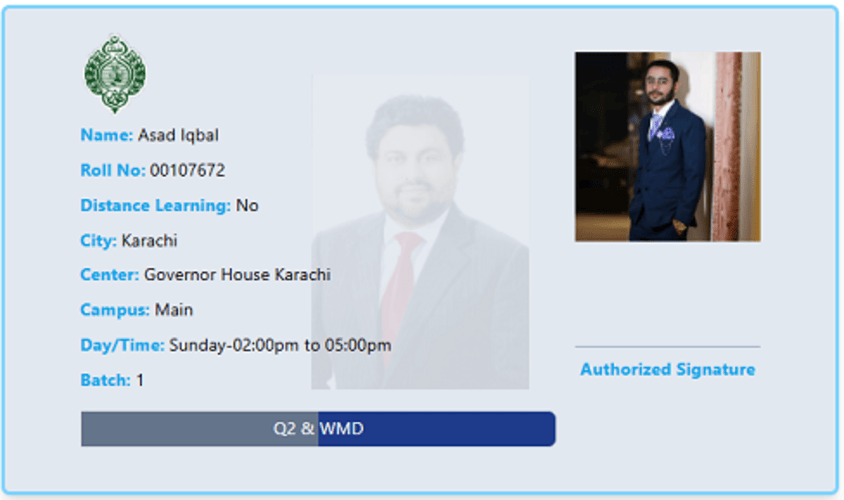 Name: Asad Iqbal
Roll No: 00107672
Distance Learning: No
City: Karachi
Center: Governor House Karachi
Campus: Main
Day/Time: Sunday-02:00pm to 05:00pm
Batch: 1
Authorized Signature
Q2 & WMD